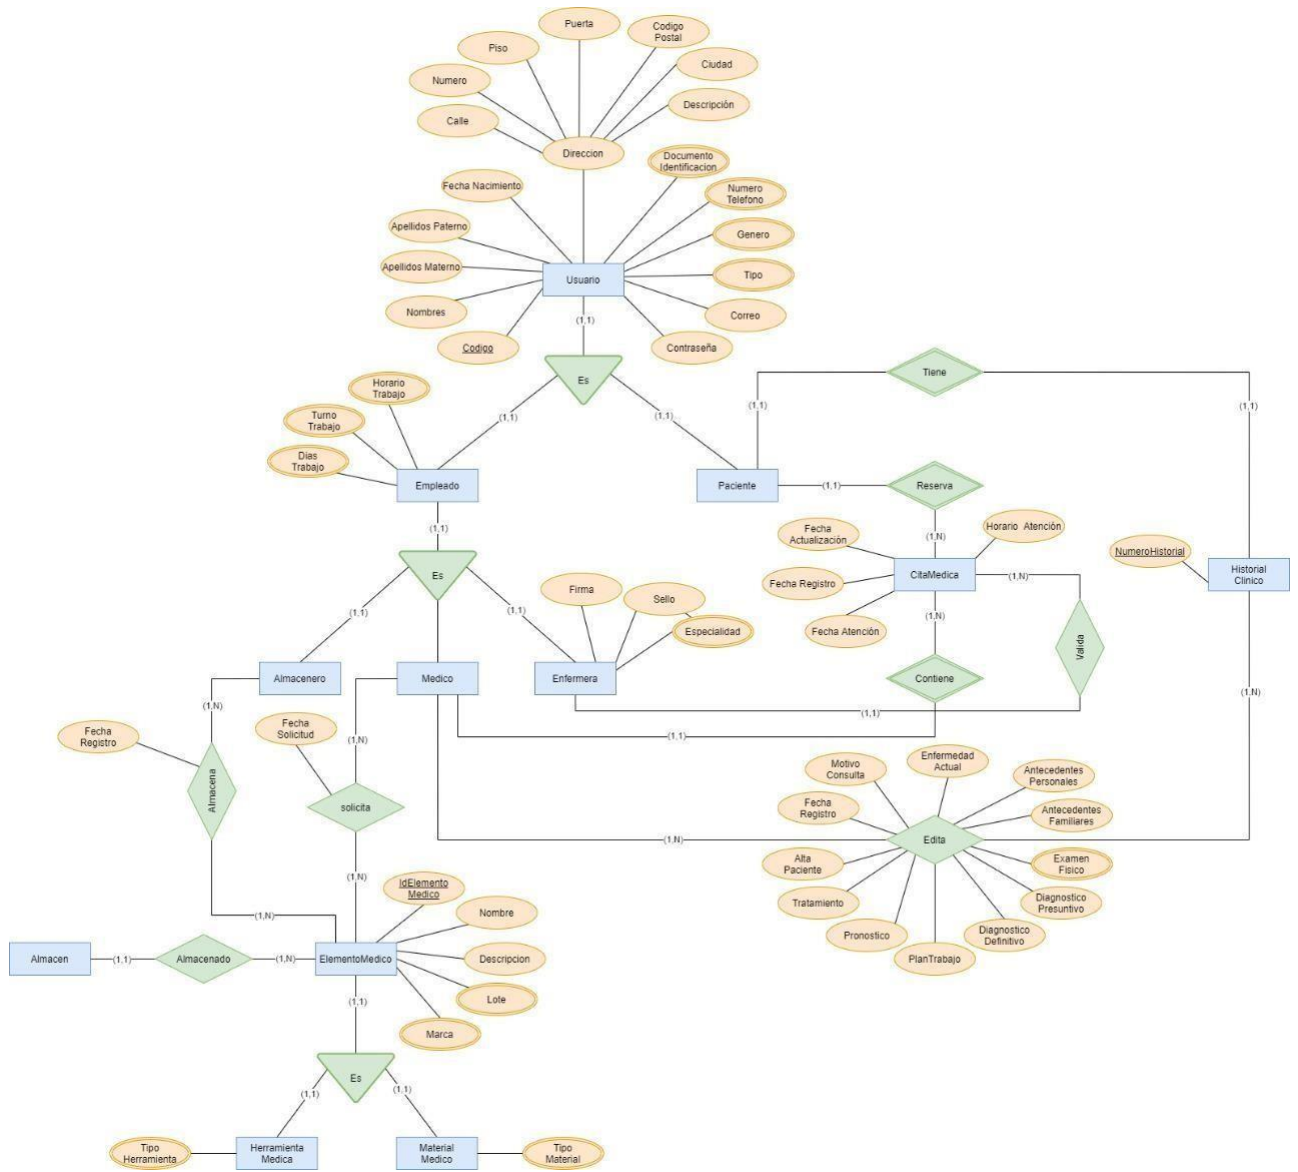 Puerta
Codigo
Postal
Piso
Ciudad
Numero
Descripción
Calle
Direccion
Documento
Identificacion
Fecha Nacimiento
Numero
Telefono
Apellidos Paterno
Genero
Apellidos Materno
Usuario
Tipo
Nombres
Correo
(1,1)
Codigo
Contraseña
Es
Tiene
Horario
Trabajo
Turno
Trabajo
(1,1)
(1,1)
(1,1)
(1,1)
Dias
Trabajo
Empleado
Paciente
(1,1)
Reserva
(1,1)
Fecha
Actualización
(1,N)
Horario Atención
NumeroHistorial
Historial
Clinico
Es
Fecha Registro
CitaMedica
(1,N)
Firma
Sello
(1,1)
(1,1)
Especialidad
Fecha Atención
(1,N)
Valida
Almacenero
Medico
Enfermera
Contiene
(1,N)
(1,N)
(1,1)
Fecha
Registro
Fecha
Solicitud
(1,N)
(1,1)
Almacena
solicita
Motivo
Consulta
Enfermedad
Actual
Antecedentes
Personales
Fecha
Registro
Antecedentes
Familiares
(1,N)
Edita
Alta
Paciente
Examen
Fisico
Tratamiento
Diagnostico
Presuntivo
Pronostico
Diagnostico
Definitivo
PlanTrabajo
(1,N)
IdElemento
Medico
Nombre
(1,N)
Almacen
(1,1)
Almacenado
(1,N)
ElementoMedico
Descripcion
Lote
(1,1)
Marca
Es
(1,1)
(1,1)
Tipo
Herramienta
Herramienta
Medica
Material
Medico
Tipo
Material